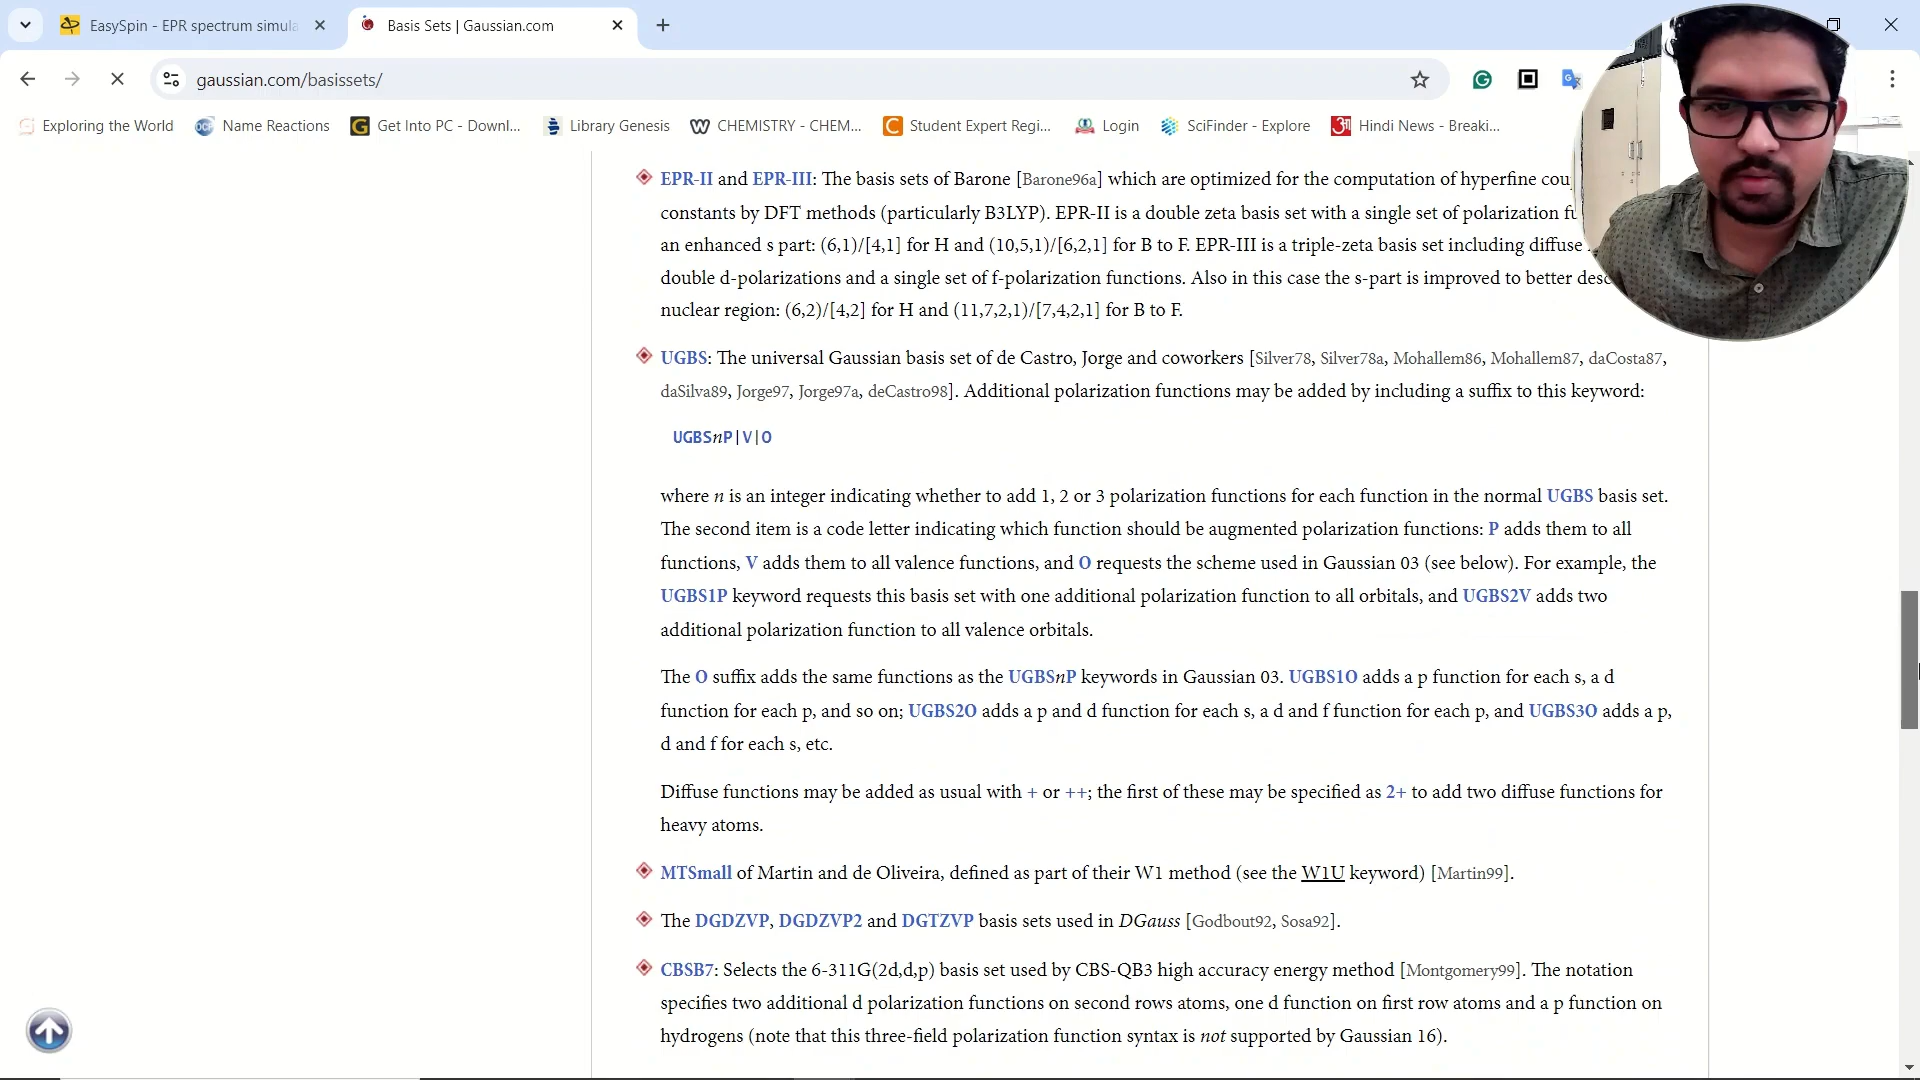 EasySpin - EPR spectrum simula
Basis Sets | Gaussian.com
gaussian.com/basissets/
Exploring the World
Name Reactions
Get Into PC - Downl...
Library Genesis
CHEMISTRY - CHEM...
Student Expert Regi...
Login
SciFinder - Explore
Hindi News - Breaki...
EPR-II and EPR-III: The basis sets of Barone [Barone96a] which are optimized for the computation of hyperfine
constants by DFT methods (particularly B3LYP). EPR-II is a double zeta basis set with a single set of polarization
an enhanced s part: (6,1)/[4,1] for H and (10,5,1)/[6,2,1] for B to F. EPR-III is a triple-zeta basis set including diffuse
double d-polarizations and a single set of f-polarization functions. Also in this case the s-part is improved to better
nuclear region: (6,2)/[4,2] for H and (11,7,2,1)/[7,4,2,1] for B to F.
UGBS: The universal Gaussian basis set of de Castro, Jorge and coworkers [Silver78, Silver78a, Mohallem86, Mohallem87, daCosta87,
daSilva89, Jorge97, Jorge97a, deCastro98]. Additional polarization functions may be added by including a suffix to this keyword:
UGBSnP|V|O
where n is an integer indicating whether to add 1, 2 or 3 polarization functions for each function in the normal UGBS basis set.
The second item is a code letter indicating which function should be augmented polarization functions: P adds them to all
functions, V adds them to all valence functions, and O requests the scheme used in Gaussian 03 (see below). For example, the
UGBS1P keyword requests this basis set with one additional polarization function to all orbitals, and UGBS2V adds two
additional polarization function to all valence orbitals.
The O suffix adds the same functions as the UGBSnP keywords in Gaussian 03. UGBS1O adds a p function for each s, a d
function for each p, and so on; UGBS2O adds a p and d function for each s, a d and f function for each p, and UGBS3O adds a p,
d and f for each s, etc.
Diffuse functions may be added as usual with + or ++; the first of these may be specified as 2+ to add two diffuse functions for
heavy atoms.
MTSmall of Martin and de Oliveira, defined as part of their W1 method (see the W1U keyword) [Martin99].
The DGDZVP, DGDZVP2 and DGTZVP basis sets used in DGauss [Godbout92, Sosa92].
CBSB7: Selects the 6-311G(2d,d,p) basis set used by CBS-QB3 high accuracy energy method [Montgomery99]. The notation
specifies two additional d polarization functions on second rows atoms, one d function on first row atoms and a p function on
hydrogens (note that this three-field polarization function syntax is not supported by Gaussian 16).